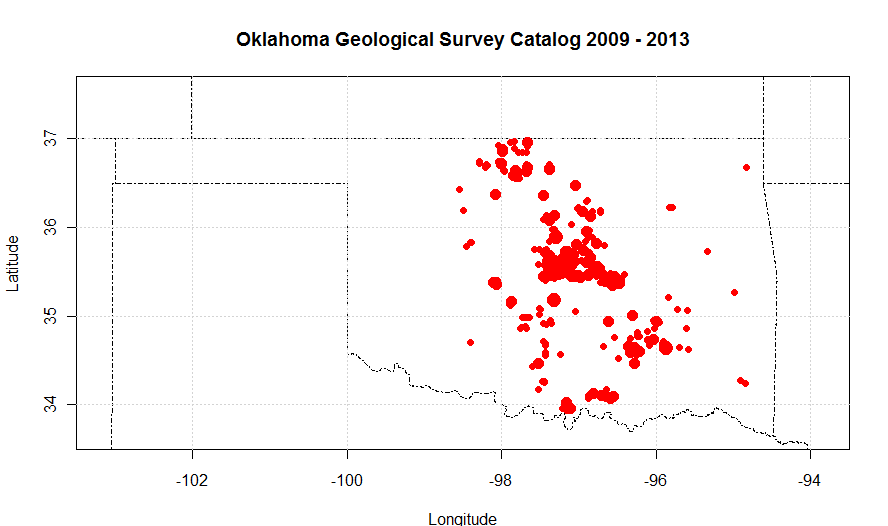 Oklahoma Geological Survey Catalog 2009 - 2013
37
36
35
34
Latitude
-102 -100 -98 -96 -94
Longitude